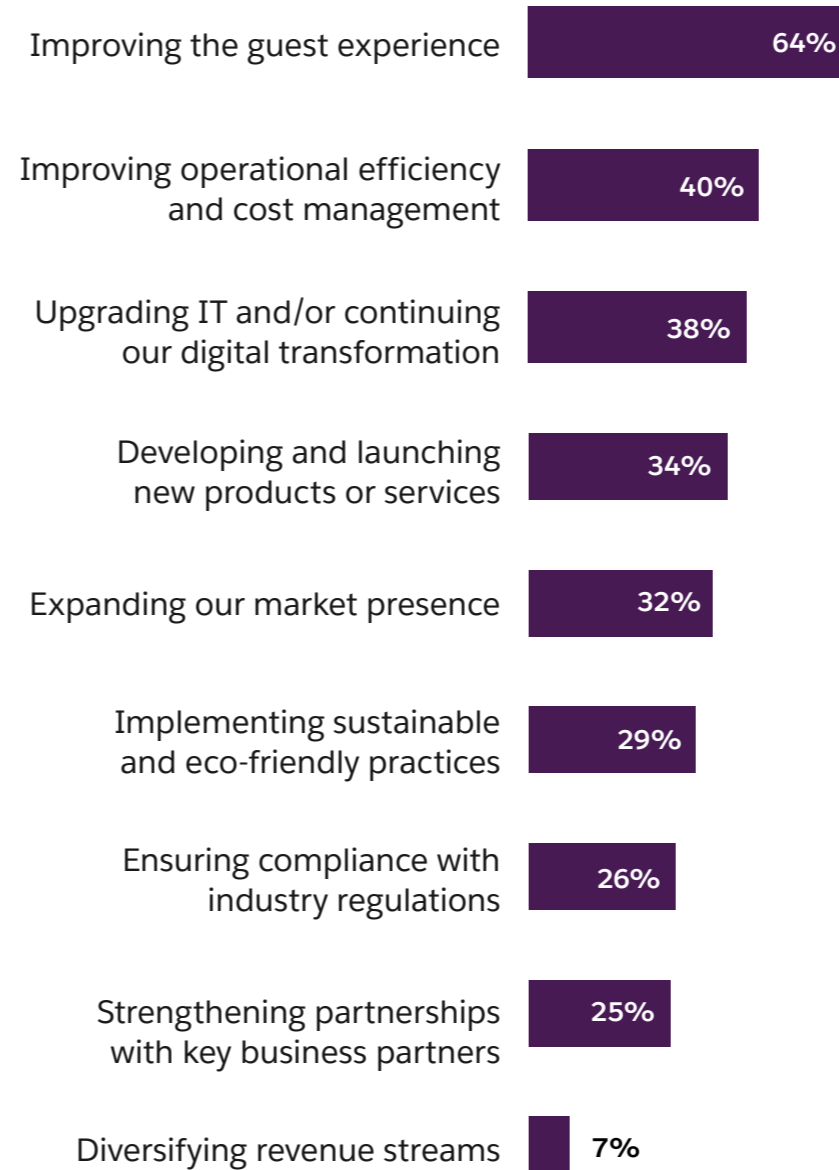 Improving the guest experience 64%
Improving operational efficiency
and cost management
40%
Upgrading IT and/or continuing
our digital transformation
38%
Developing and launching
new products or services
34%
Expanding our market presence 32%
Implementing sustainable
and eco-friendly practices
29%
Ensuring compliance with
industry regulations
26%
Strengthening partnerships
with key business partners
25%
Diversifying revenue streams 7%